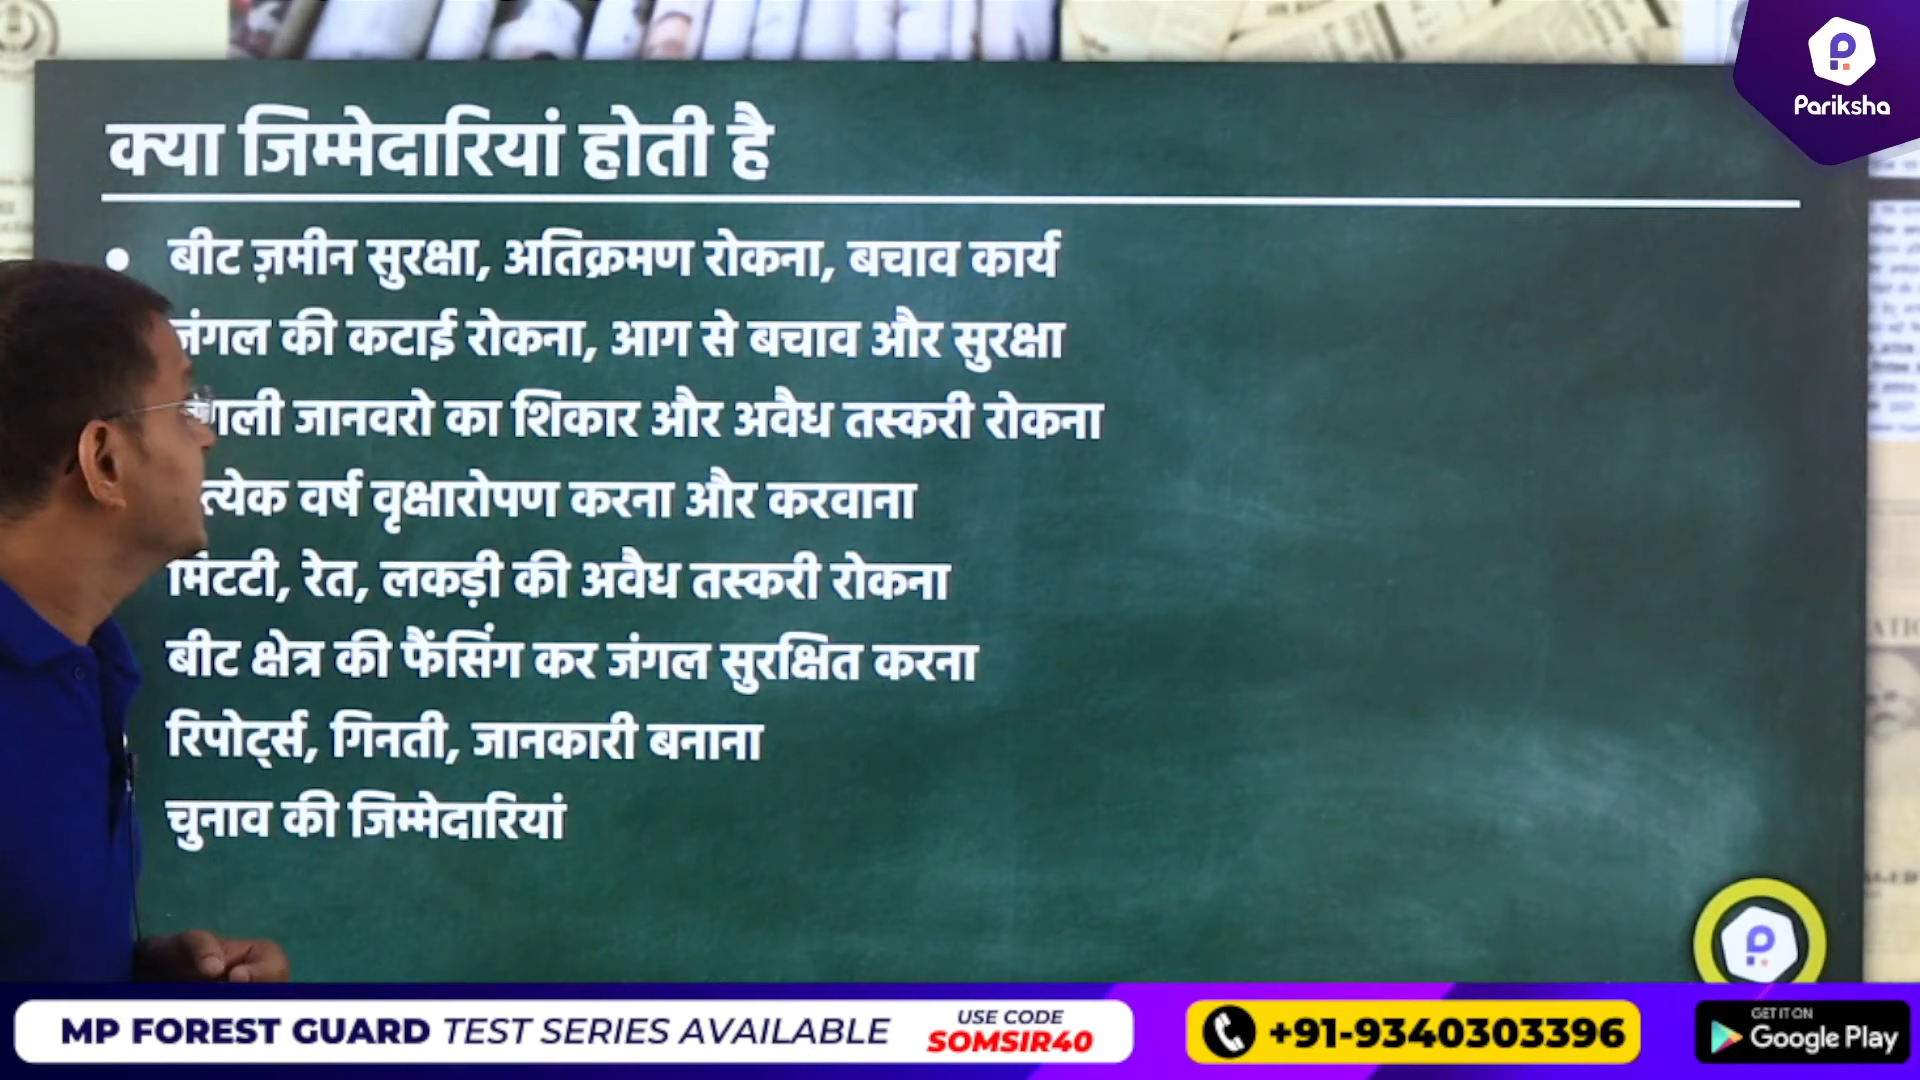 Pariksha
क्या जिम्मेदारियां होती है
बीट ज़मीन सुरक्षा, अतिक्रमण रोकना, बचाव कार्य
जंगल की कटाई रोकना, आग से बचाव और सुरक्षा
जानवरो का शिकार और अवैध तस्करी रोकना
वर्ष वृक्षारोपण करना और करवाना
मिटटी, रेत, लकड़ी की अवैध तस्करी रोकना
बीट क्षेत्र की फैंसिंग कर जंगल सुरक्षित करना
रिपोर्ट्स, गिनती, जानकारी बनाना
चुनाव की जिम्मेदारियां
MP FOREST GUARD TEST SERIES AVAILABLE
USE CODE
SOMSIR40
+91-9340303396
GET IT ON
Google Play